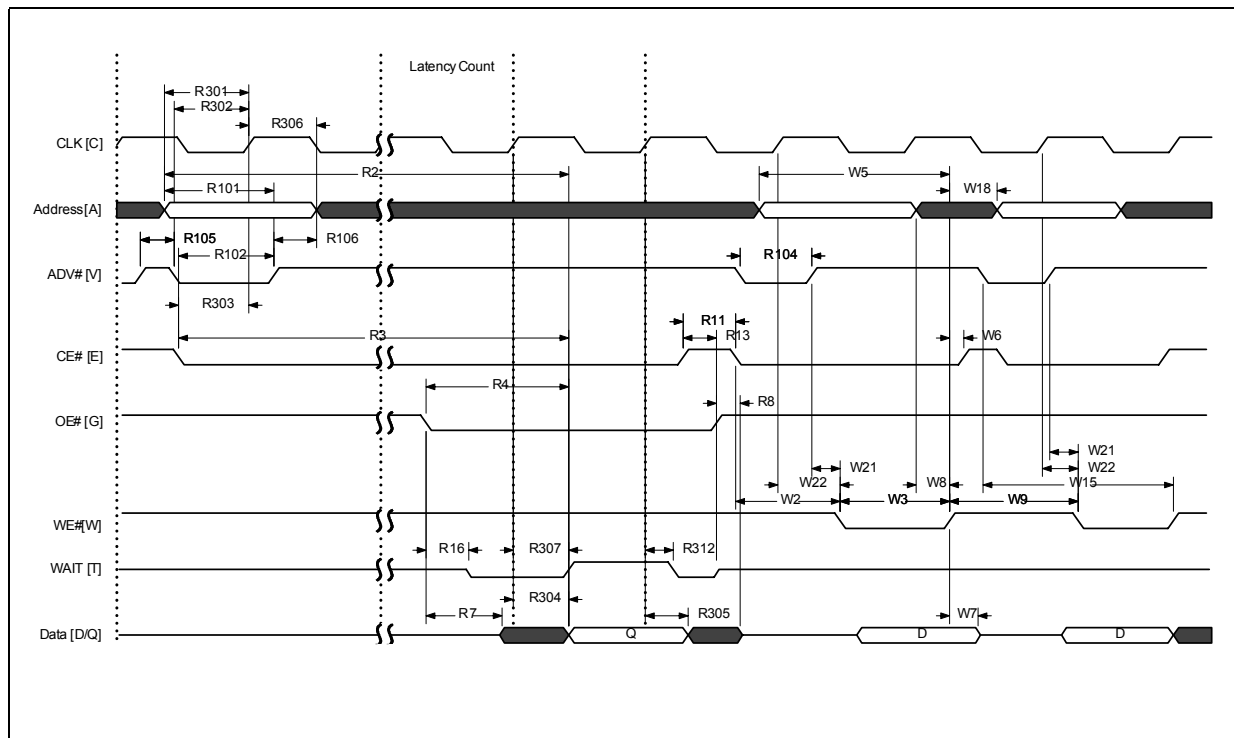 Latency Count
R301
R302
R306
CLK [C]
R2
W5
R101
W18
Address [A]
R105
R102
R106
R104
ADV# [V]
R303
R11
R3
R13
W6
CE# [E]
R4
R8
OE# [G]
W21
W21
W22
W22
W8
W15
W2
W3
W9
WE# [W]
R16
R307
R312
WAIT [T]
R304
R7
R305
W7
Data [D/Q]
Q
D
D